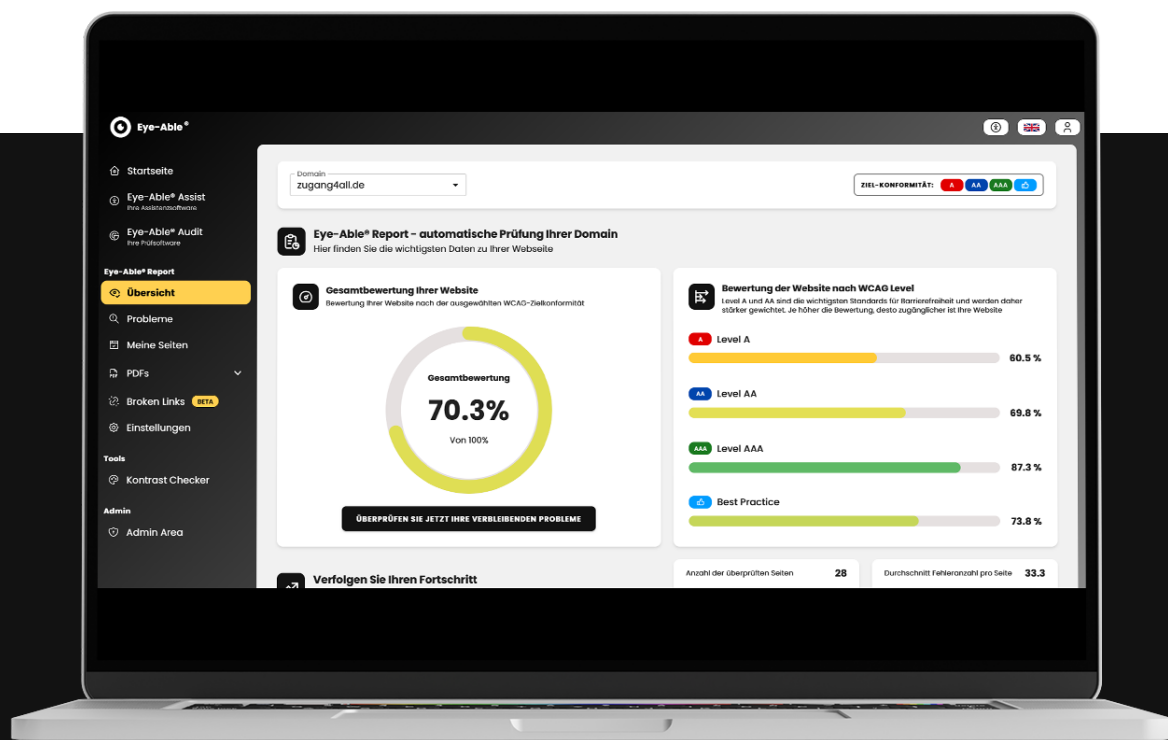 Eye-Able®
Startseite
Eye-Able® Assist
Ihre Assistenzsoftware
Eye-Able® Audit
Ihre Prüfsoftware
Eye-Able® Report
Übersicht
Probleme
Meine Seiten
PDFs
Broken Links BETA
Einstellungen
Tools
Kontrast Checker
Admin
Admin Area
Domain
zugang4all.de
ZIEL-KONFORMITÄT: A AA AAA
Eye-Able® Report - automatische Prüfung Ihrer Domain
Hier finden Sie die wichtigsten Daten zu Ihrer Webseite
Gesamtbewertung Ihrer Website
Bewertung Ihrer Website nach der ausgewählten WCAG-Zielkonformität
Gesamtbewertung
70.3%
Von 100%
ÜBERPRÜFEN SIE JETZT IHRE VERBLEIBENDEN PROBLEME
Bewertung der Website nach WCAG Level
Level A und AA sind die wichtigsten Standards für Barrierefreiheit und werden daher
stärker gewichtet. Je höher die Bewertung, desto zugänglicher ist Ihre Website
A Level A
60.5 %
AA Level AA
69.8 %
AAA Level AAA
87.3 %
Best Practice
73.8 %
Verfolgen Sie Ihren Fortschritt
Anzahl der überprüften Seiten 28
Durchschnitt Fehleranzahl pro Seite 33.3